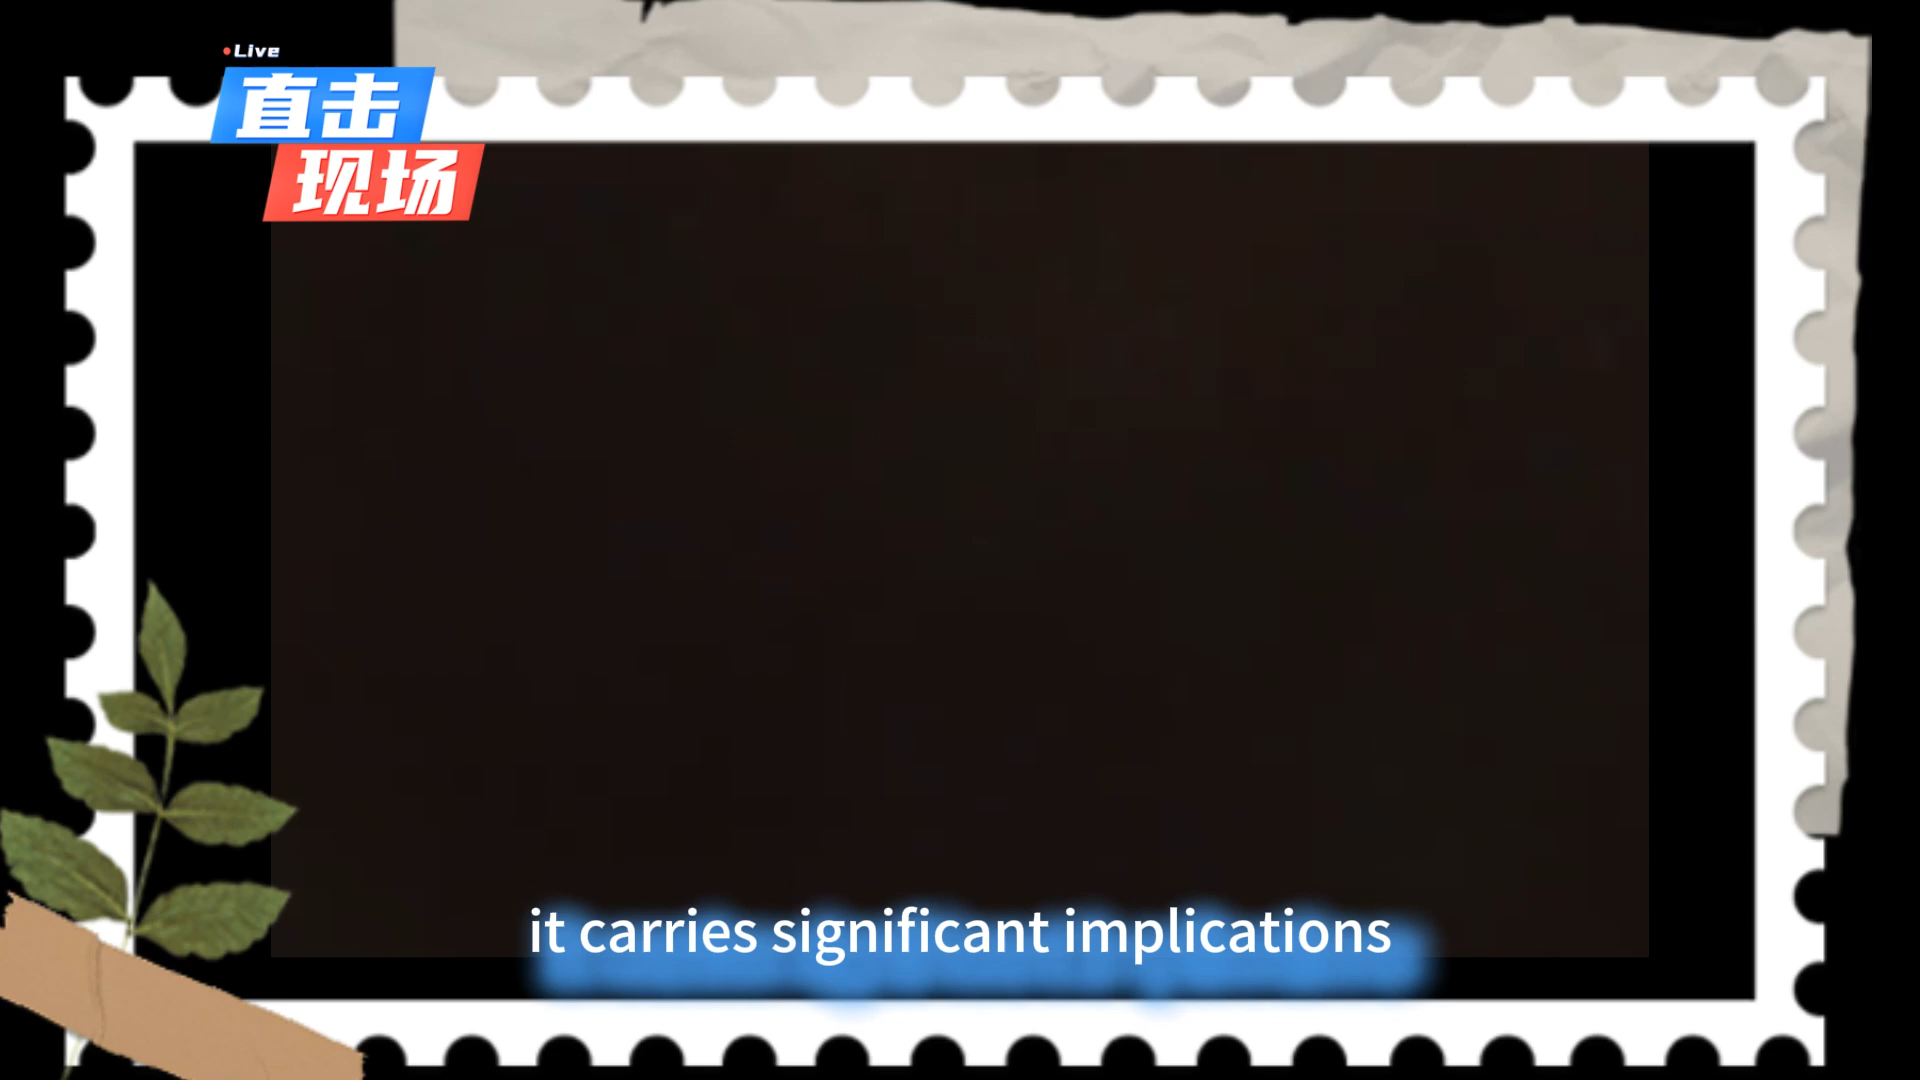 Live
直击
现场
it carries significant implications